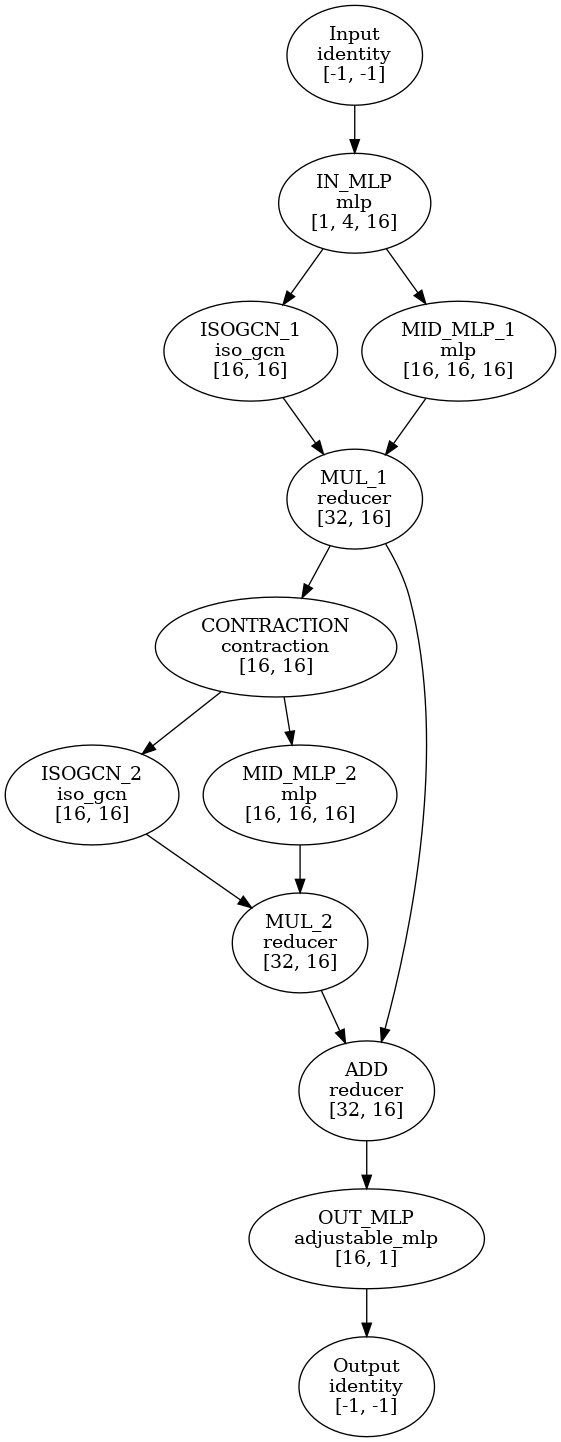 Input
identity
[-1, -1]
IN_MLP
mlp
[1, 4, 16]
ISOGCN_1
iso_gcn
[16, 16]
MID_MLP_1
mlp
[16, 16, 16]
MUL_1
reducer
[32, 16]
CONTRACTION
contraction
[16, 16]
ISOGCN_2
iso_gcn
[16, 16]
MID_MLP_2
mlp
[16, 16, 16]
MUL_2
reducer
[32, 16]
ADD
reducer
[32, 16]
OUT_MLP
adjustable_mlp
[16, 1]
Output
identity
[-1, -1]